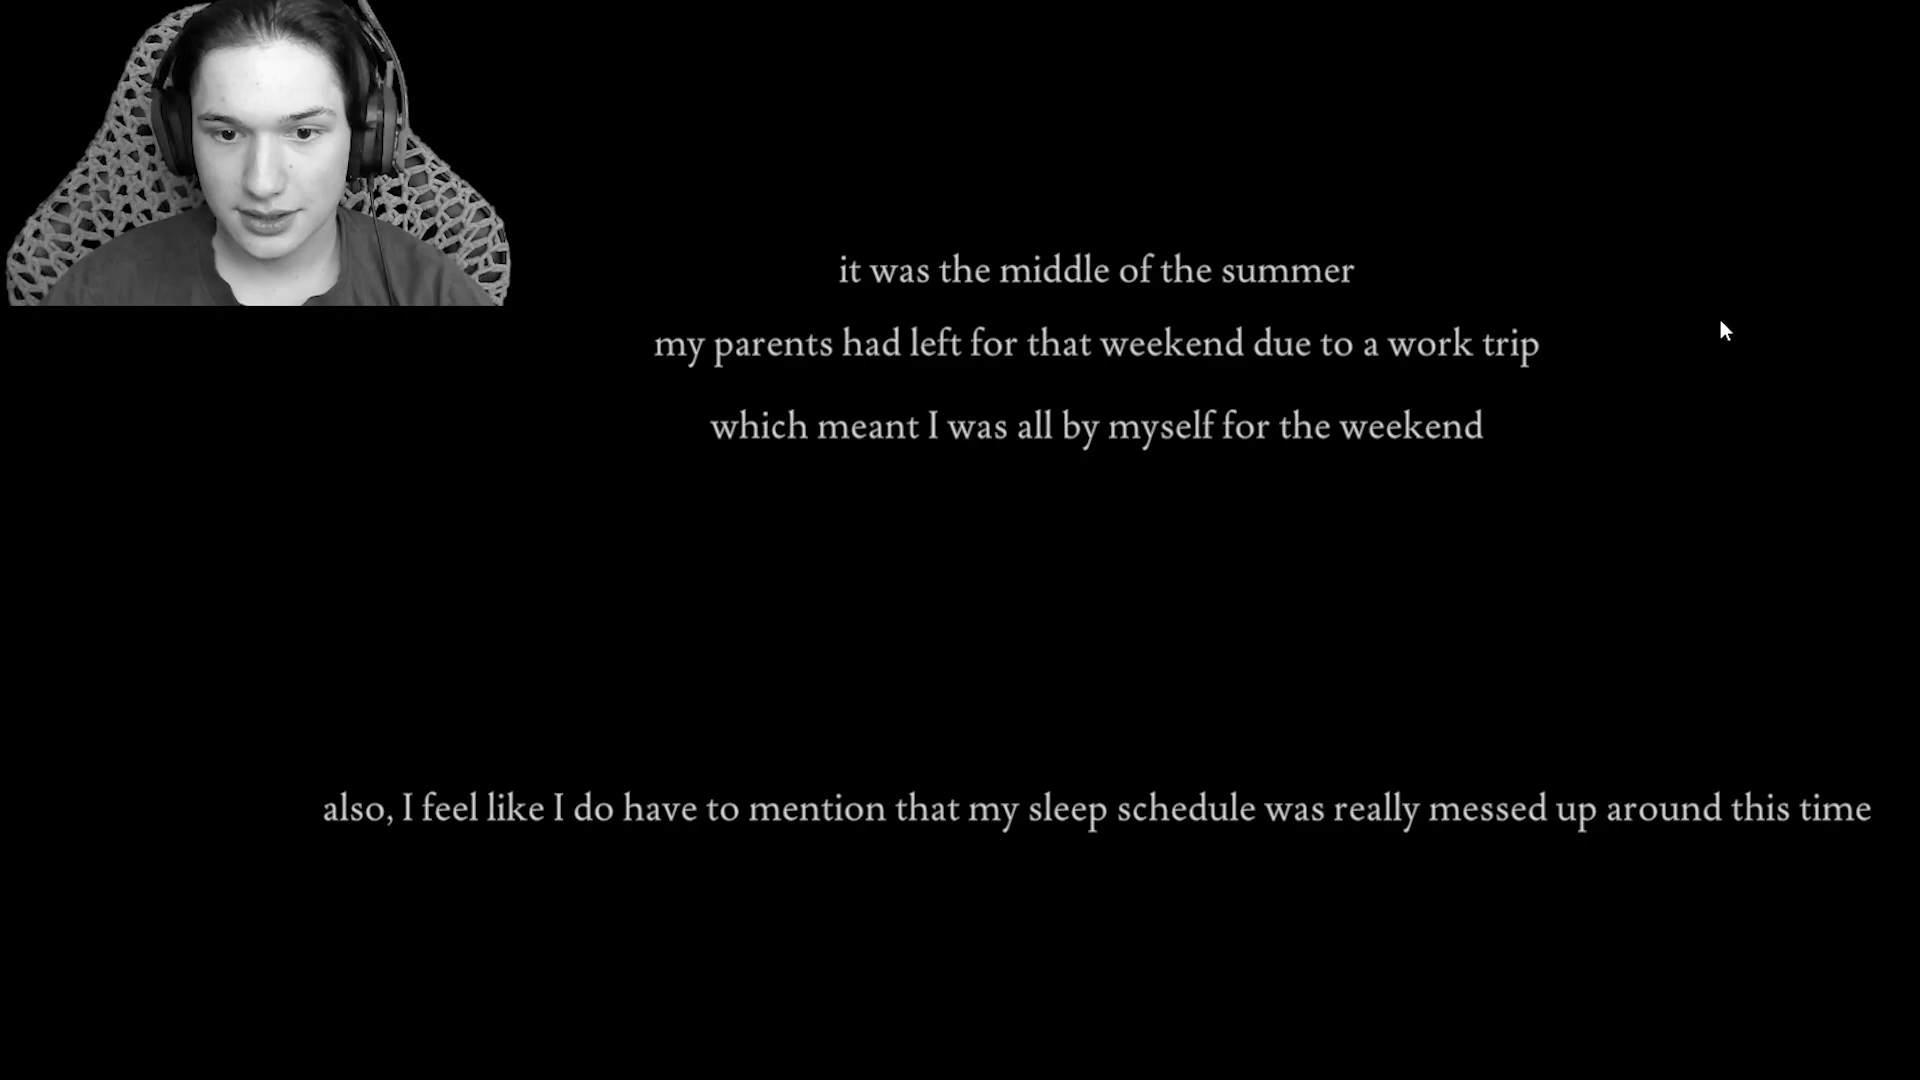 it was the middle of the summer
my parents had left for that weekend due to a work trip
which meant I was all by myself for the weekend
also, I feel like I do have to mention that my sleep schedule was really messed up around this time